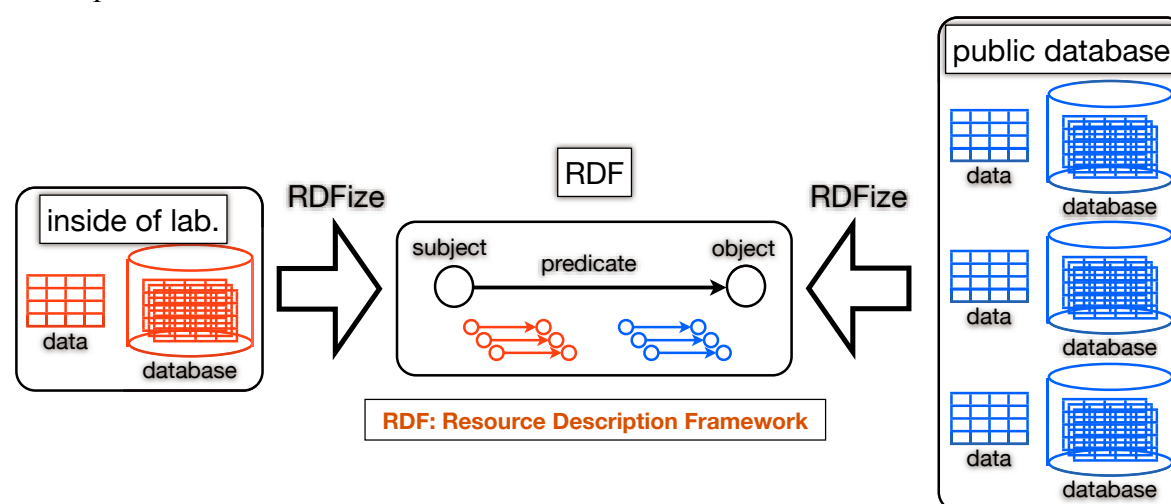 inside of lab.
data
database
RDFize
RDF
subject
predicate
object
RDF: Resource Description Framework
RDFize
public database
data
database
data
database
data
database